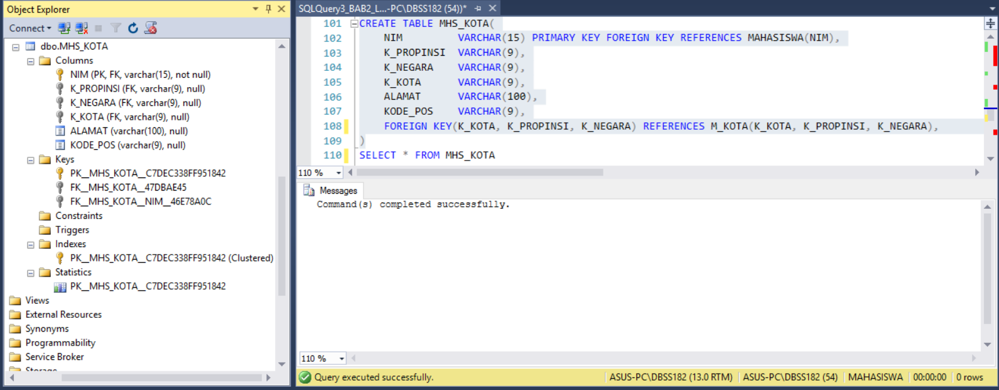 Object Explorer
Connect
dbo.MHS_KOTA
Columns
NIM (PK, FK, varchar(15), not null)
K_PROPINSI (FK, varchar(9), null)
K_NEGARA (FK, varchar(9), null)
K_KOTA (FK, varchar(9), null)
ALAMAT (varchar(100), null)
KODE_POS (varchar(9), null)
Keys
PK__MHS_KOTA__C7DEC338FF951842
FK__MHS_KOTA__47DBAE45
FK__MHS_KOTA__NIM__46E78A0C
Constraints
Triggers
Indexes
PK__MHS_KOTA__C7DEC338FF951842 (Clustered)
Statistics
PK__MHS_KOTA__C7DEC338FF951842
Views
External Resources
Synonyms
Programmability
Service Broker
Storage
SQLQuery3_BAB2_L...-PC\DBSS182 (54))*
101 CREATE TABLE MHS_KOTA(
102 NIM VARCHAR(15) PRIMARY KEY FOREIGN KEY REFERENCES MAHASISWA(NIM),
103 K_PROPINSI VARCHAR(9),
104 K_NEGARA VARCHAR(9),
105 K_KOTA VARCHAR(9),
106 ALAMAT VARCHAR(100),
107 KODE_POS VARCHAR(9),
108 FOREIGN KEY(K_KOTA, K_PROPINSI, K_NEGARA) REFERENCES M_KOTA(K_KOTA, K_PROPINSI, K_NEGARA),
109 )
110 SELECT * FROM MHS_KOTA
110 %
Messages
Command(s) completed successfully.
110 %
Query executed successfully. ASUS-PC\DBSS182 (13.0 RTM) ASUS-PC\DBSS182 (54) MAHASISWA 00:00:00 0 rows